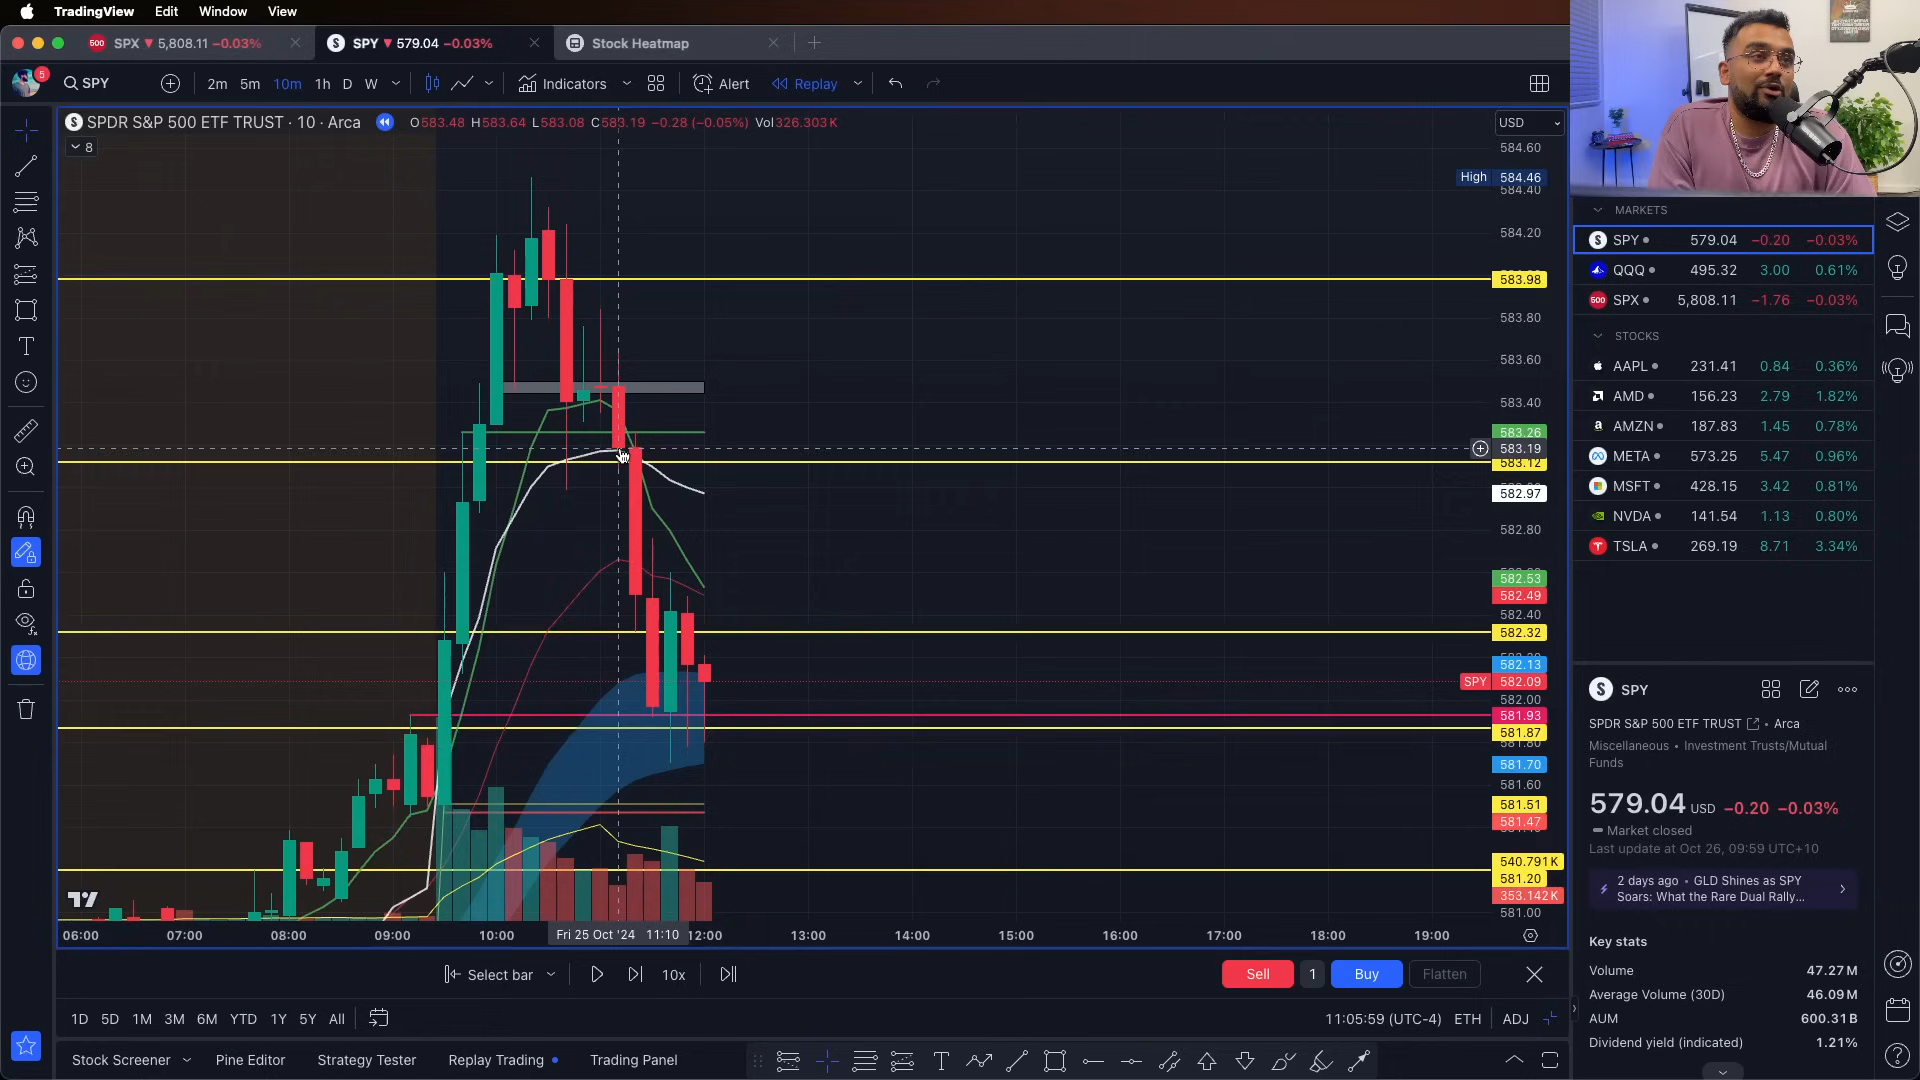 TradingView Edit Window View
500 SPX 5,808.11 −0.03%
S SPY 579.04 −0.03%
Stock Heatmap
5 SPY 2m 5m 10m 1h D W Indicators Alert Replay
S SPDR S&P 500 ETF TRUST · 10 · Arca O583.48 H583.64 L583.08 C583.19 −0.28 (−0.05%) Vol326.303K
8
USD
584.60
High 584.46
584.40
584.20
583.98
583.80
583.60
583.40
583.26
583.19
583.12
582.97
582.80
582.53
582.49
582.40
582.32
582.13
SPY 582.09
582.00
581.93
581.87
581.80
581.70
581.60
581.51
581.47
540.791K
581.20
353.142K
581.00
06:00 07:00 08:00 09:00 10:00 Fri 25 Oct '24 11:10 12:00 13:00 14:00 15:00 16:00 17:00 18:00 19:00
Select bar 10x Sell 1 Buy Flatten
1D 5D 1M 3M 6M YTD 1Y 5Y All 11:05:59 (UTC-4) ETH ADJ
Stock Screener Pine Editor Strategy Tester Replay Trading Trading Panel
MARKETS
S SPY 579.04 −0.20 −0.03%
QQQ 495.32 3.00 0.61%
500 SPX 5,808.11 −1.76 −0.03%
STOCKS
AAPL 231.41 0.84 0.36%
AMD 156.23 2.79 1.82%
AMZN 187.83 1.45 0.78%
META 573.25 5.47 0.96%
MSFT 428.15 3.42 0.81%
NVDA 141.54 1.13 0.80%
TSLA 269.19 8.71 3.34%
S SPY
SPDR S&P 500 ETF TRUST • Arca
Miscellaneous • Investment Trusts/Mutual
Funds
579.04 USD −0.20 −0.03%
Market closed
Last update at Oct 26, 09:59 UTC+10
2 days ago • GLD Shines as SPY
Soars: What the Rare Dual Rally...
Key stats
Volume 47.27M
Average Volume (30D) 46.09M
AUM 600.31B
Dividend yield (indicated) 1.21%